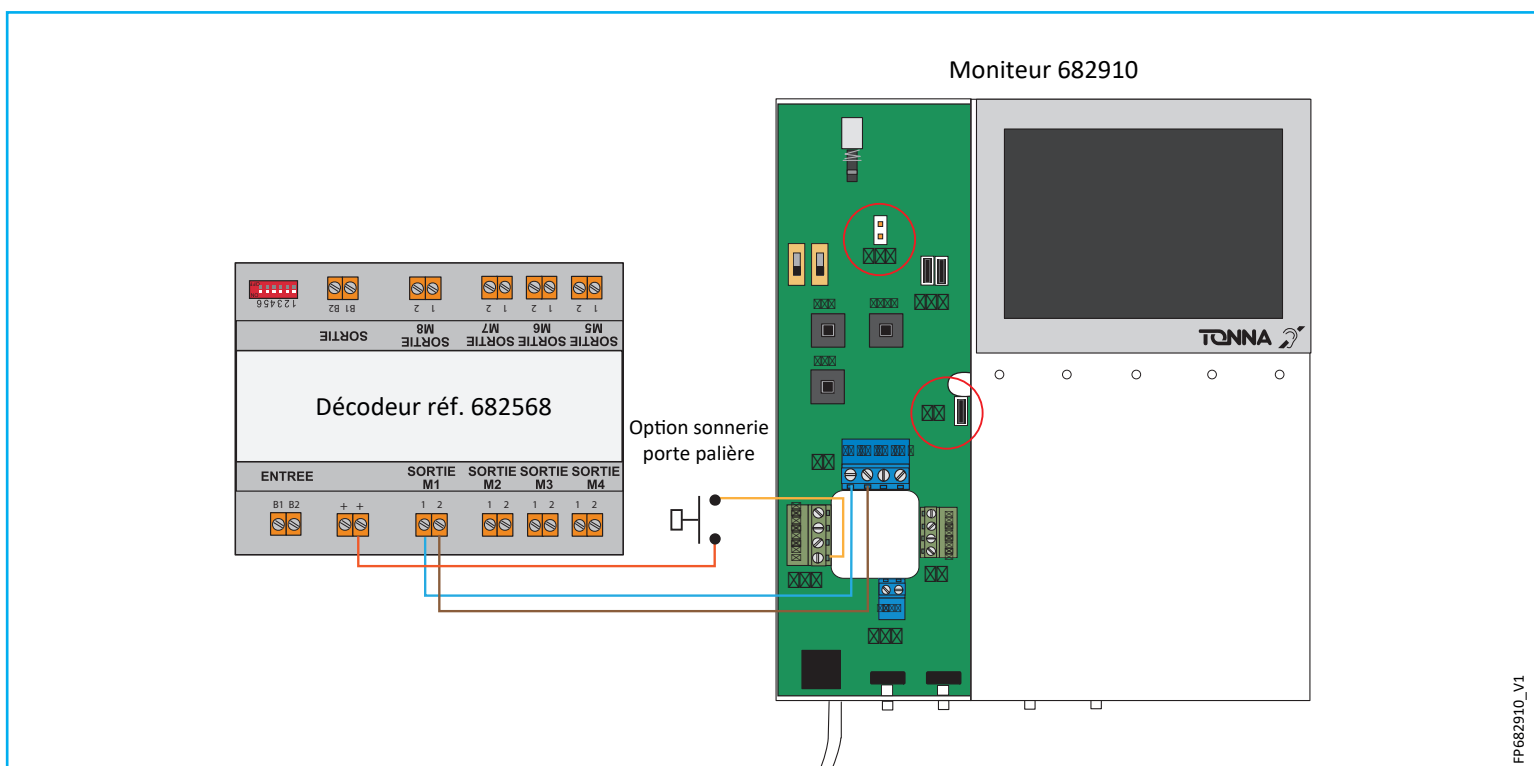 Moniteur 682910
TONNA
123456
B1 B2
1 2
1 2
1 2
1 2
SORTIE
SORTIE M8
SORTIE M7
SORTIE M6
SORTIE M5
Décodeur réf. 682568
Option sonnerie
porte palière
ENTREE
SORTIE M1
SORTIE M2
SORTIE M3
SORTIE M4
B1 B2
+ +
1 2
1 2
1 2
1 2
FP682910_V1